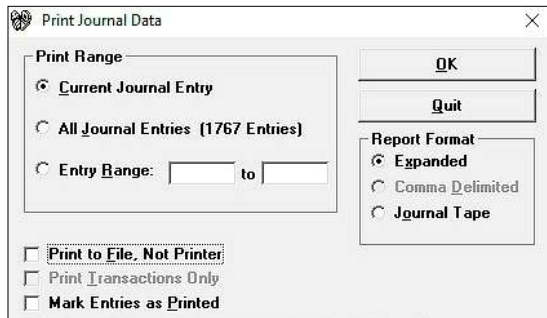 Print Journal Data
Print Range
Current Journal Entry
All Journal Entries (1767 Entries)
Entry Range: to
OK
Quit
Report Format
Expanded
Comma Delimited
Journal Tape
Print to File, Not Printer
Print Transactions Only
Mark Entries as Printed